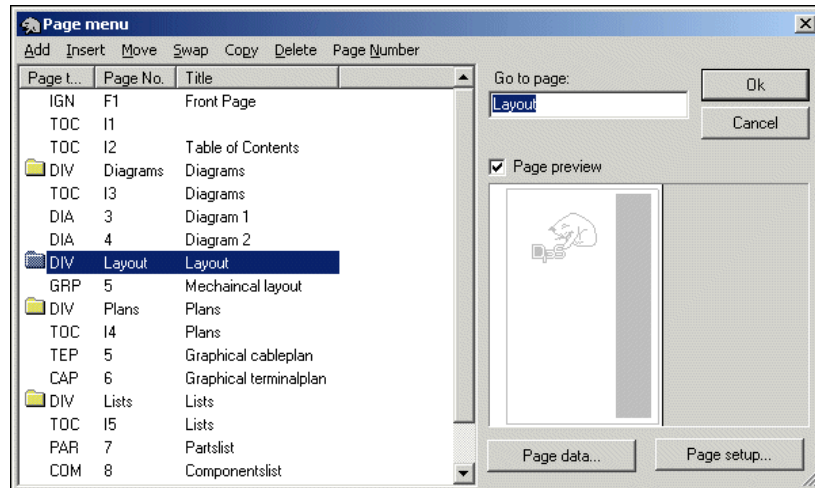 Page menu
Add Insert Move Swap Copy Delete Page Number
Page t... Page No. Title
IGN F1 Front Page
TOC I1
TOC I2 Table of Contents
DIV Diagrams Diagrams
TOC I3 Diagrams
DIA 3 Diagram 1
DIA 4 Diagram 2
DIV Layout Layout
GRP 5 Mechaincal layout
DIV Plans Plans
TOC I4 Plans
TEP 5 Graphical cableplan
CAP 6 Graphical terminalplan
DIV Lists Lists
TOC I5 Lists
PAR 7 Partslist
COM 8 Componentslist
Go to page:
Layout
Ok
Cancel
Page preview
DpS
Page data...
Page setup...